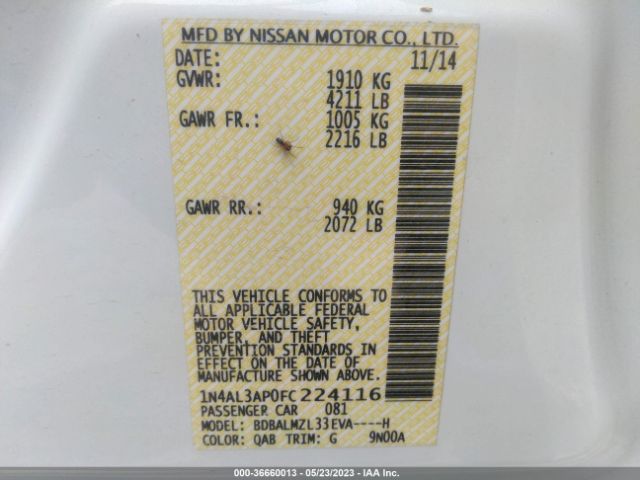 MFD BY NISSAN MOTOR CO., LTD.
DATE: 11/14
GVWR: 1910 KG
4211 LB
GAWR FR.: 1005 KG
2216 LB
GAWR RR.: 940 KG
2072 LB
THIS VEHICLE CONFORMS TO
ALL APPLICABLE FEDERAL
MOTOR VEHICLE SAFETY,
BUMPER, AND THEFT
PREVENTION STANDARDS IN
EFFECT ON THE DATE OF
MANUFACTURE SHOWN ABOVE.
1N4AL3AP0FC224116
PASSENGER CAR 081
MODEL: BDBALMZL33EVA----H
COLOR: QAB TRIM: G 9N00A
000-36660013 - 05/23/2023 - IAA Inc.